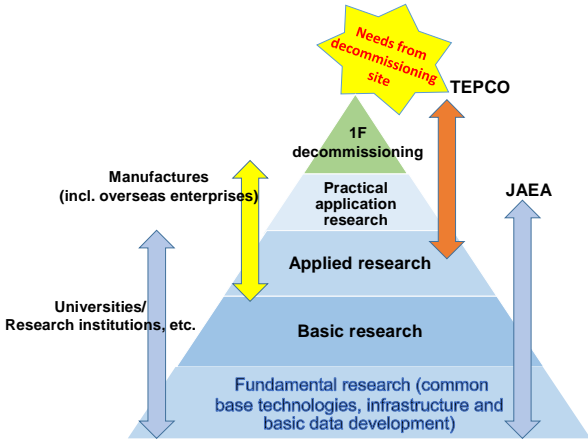 Needs from
decommissioning
site
TEPCO
1F
decommissioning
Manufactures
(incl. overseas enterprises)
Practical
application
research
JAEA
Applied research
Universities/
Research institutions, etc.
Basic research
Fundamental research (common
base technologies, infrastructure and
basic data development)